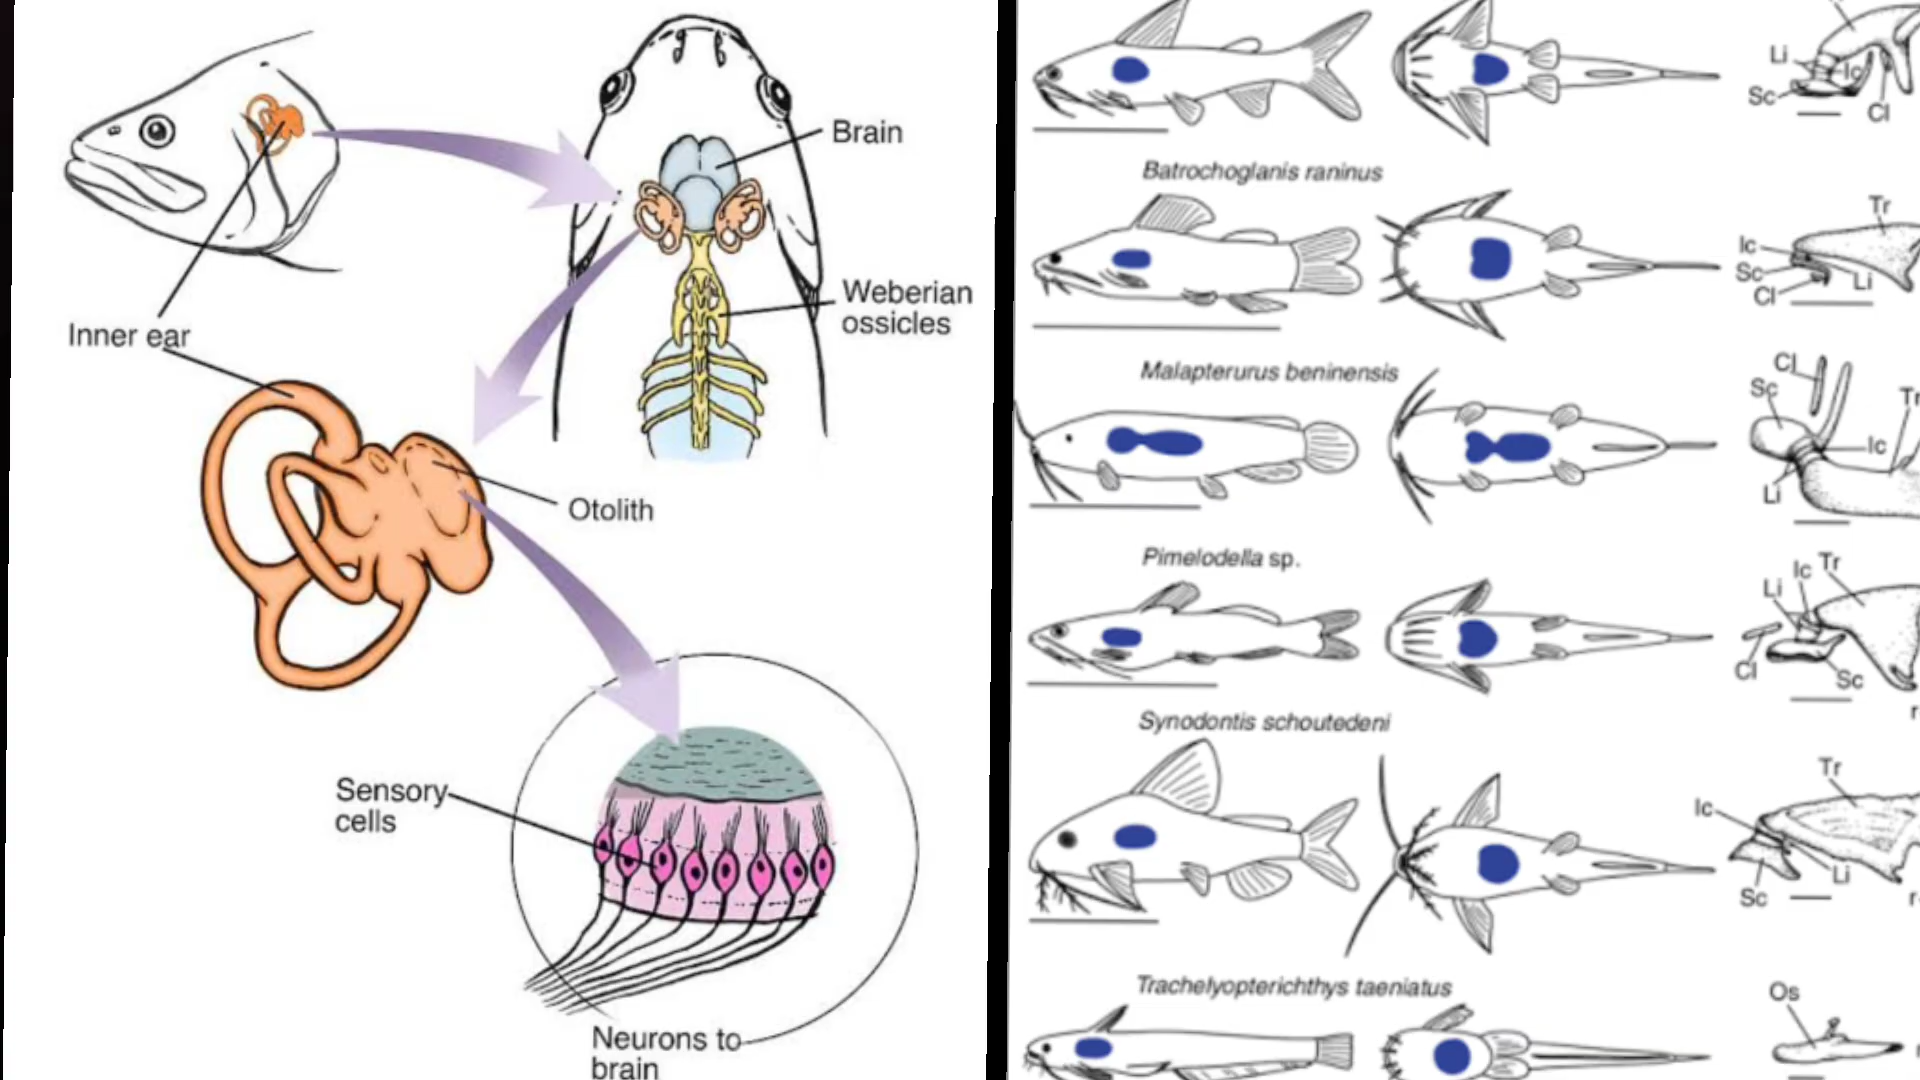 Brain
Weberian
ossicles
Inner ear
Otolith
Sensory
cells
Neurons to
brain
Li
Ic
Sc
Cl
Batrochoglanis raninus
Tr
Ic
Sc
Cl
Li
Malapterurus beninensis
Cl
Sc
Tr
Ic
Li
Pimelodella sp.
Ic
Tr
Li
Cl
Sc
Synodontis schoutedeni
Tr
Ic
Li
Sc
Trachelyopterichthys taeniatus
Os